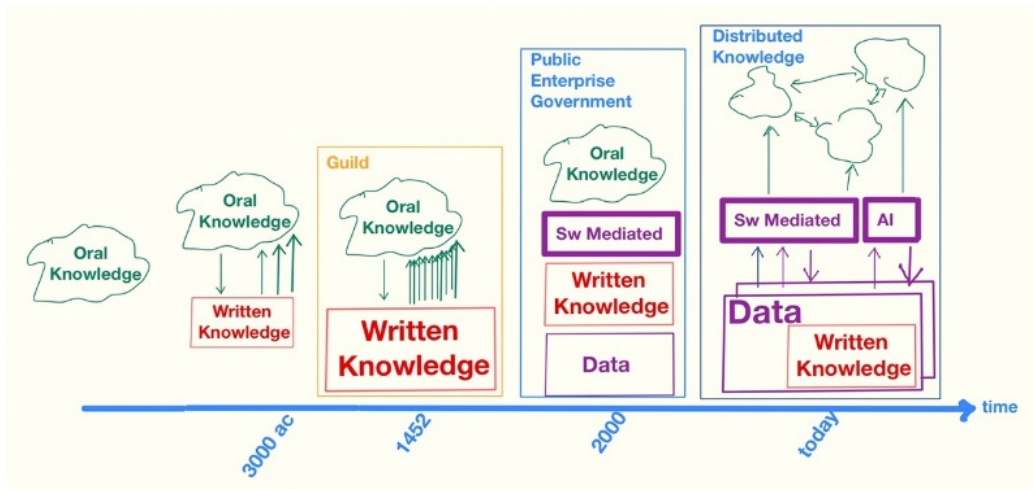 Oral
Knowledge
Oral
Knowledge
Written
Knowledge
Guild
Oral
Knowledge
Written
Knowledge
Public
Enterprise
Government
Oral
Knowledge
Sw Mediated
Written
Knowledge
Data
Distributed
Knowledge
Sw Mediated
AI
Data
Written
Knowledge
time
3000 ac
1452
2000
today